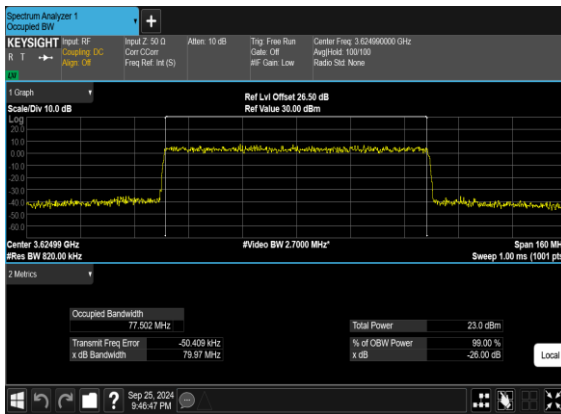 Spectrum Analyzer 1
Occupied BW
+
KEYSIGHT Input: RF Input Z: 50 Ω Atten: 10 dB Trig: Free Run Center Freq: 3.624990000 GHz
R T Coupling: DC Corr CCorr Gate: Off Avg|Hold: 100/100
Align: Off Freq Ref: Int (S) #IF Gain: Low Radio Std: None
1 Graph
Ref Lvl Offset 26.50 dB
Scale/Div 10.0 dB Ref Value 30.00 dBm
Log
20.0
10.0
0.00
-10.0
-20.0
-30.0
-40.0
-50.0
-60.0
Center 3.62499 GHz #Video BW 2.7000 MHz* Span 160 MH
#Res BW 820.00 kHz Sweep 1.00 ms (1001 pts
2 Metrics
Occupied Bandwidth
77.502 MHz Total Power 23.0 dBm
Transmit Freq Error -50.409 kHz % of OBW Power 99.00 %
x dB Bandwidth 79.97 MHz x dB -26.00 dB
Local
? Sep 25, 2024
9:46:47 PM